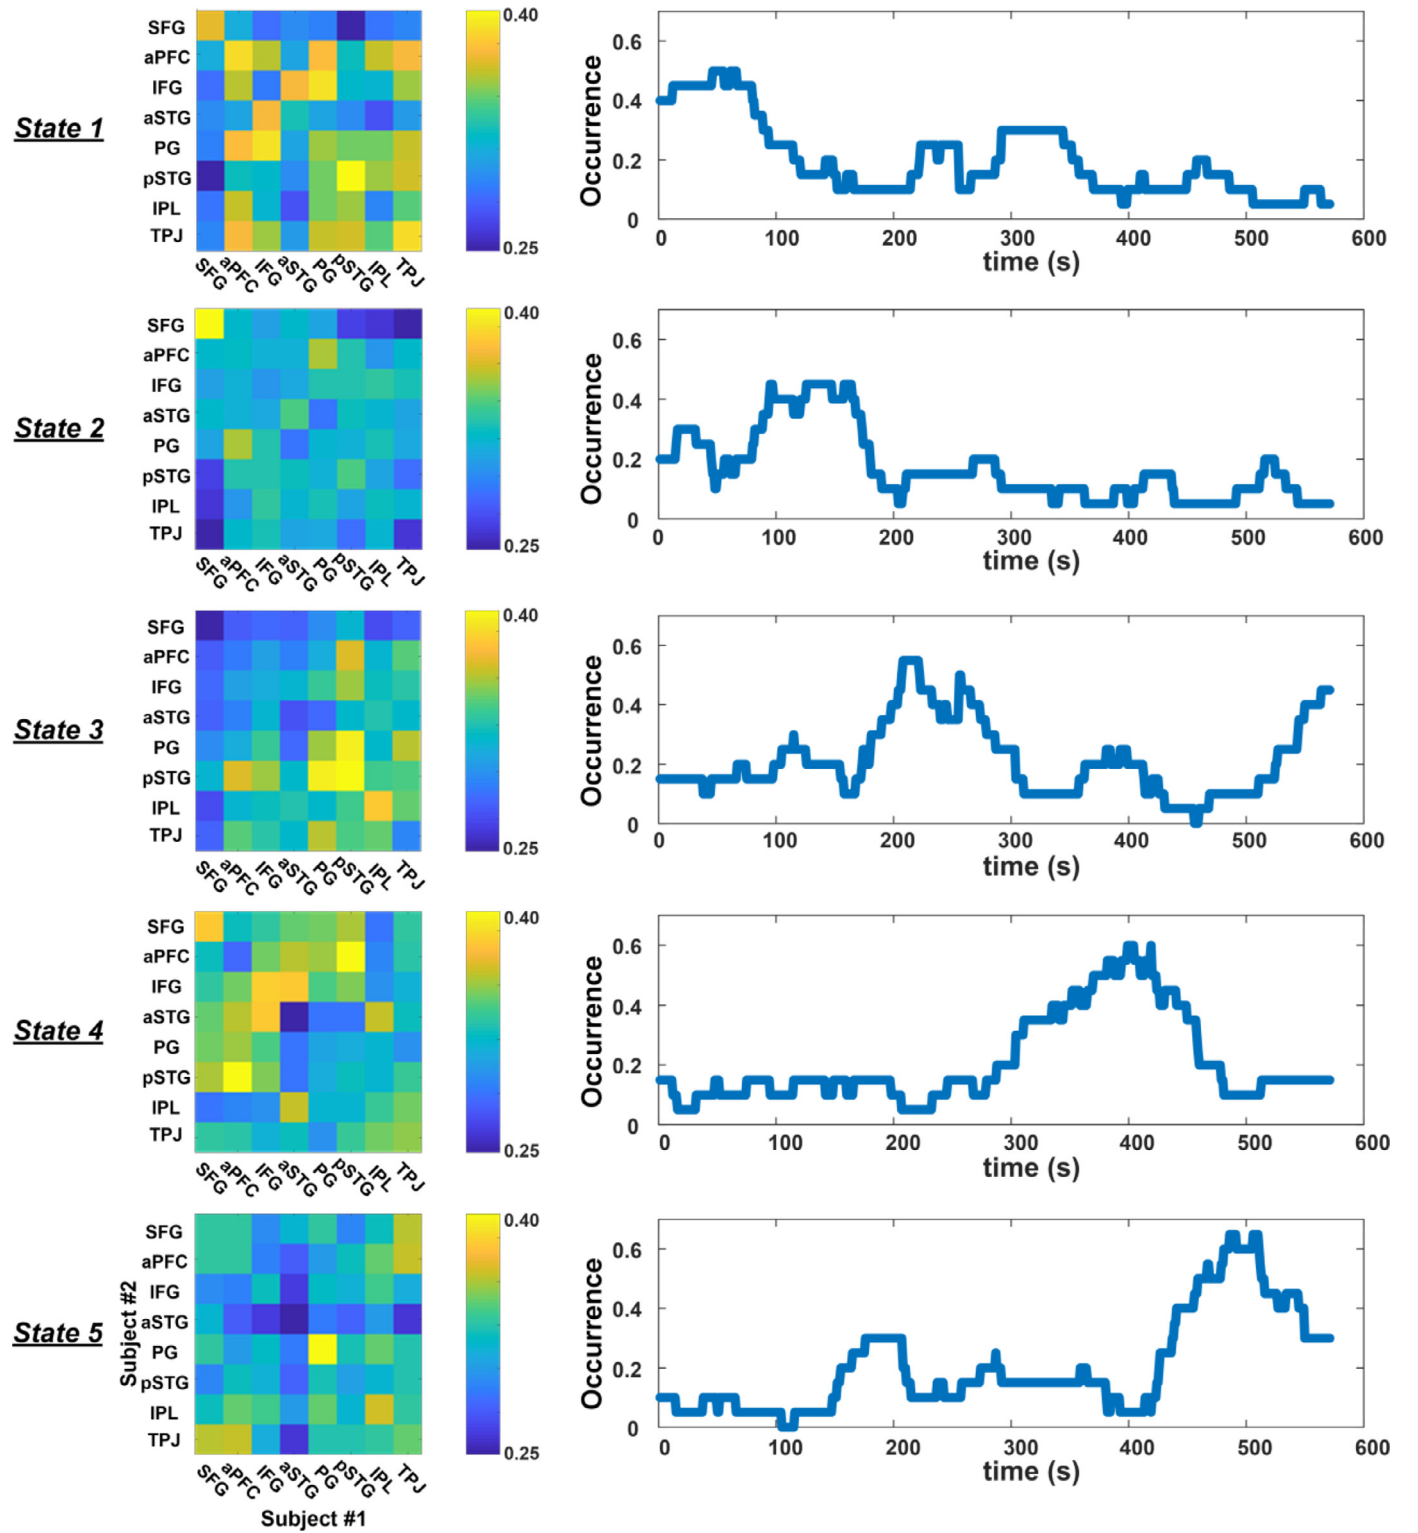 State 1
SFG
aPFC
IFG
aSTG
PG
pSTG
IPL
TPJ
SFG aPFC IFG aSTG PG pSTG IPL TPJ
0.40
0.25
Occurrence
0.6
0.4
0.2
0
0 100 200 300 400 500 600
time (s)
State 2
SFG
aPFC
IFG
aSTG
PG
pSTG
IPL
TPJ
SFG aPFC IFG aSTG PG pSTG IPL TPJ
0.40
0.25
Occurrence
0.6
0.4
0.2
0
0 100 200 300 400 500 600
time (s)
State 3
SFG
aPFC
IFG
aSTG
PG
pSTG
IPL
TPJ
SFG aPFC IFG aSTG PG pSTG IPL TPJ
0.40
0.25
Occurrence
0.6
0.4
0.2
0
0 100 200 300 400 500 600
time (s)
State 4
SFG
aPFC
IFG
aSTG
PG
pSTG
IPL
TPJ
SFG aPFC IFG aSTG PG pSTG IPL TPJ
0.40
0.25
Occurrence
0.6
0.4
0.2
0
0 100 200 300 400 500 600
time (s)
State 5
Subject #2
SFG
aPFC
IFG
aSTG
PG
pSTG
IPL
TPJ
SFG aPFC IFG aSTG PG pSTG IPL TPJ
Subject #1
0.40
0.25
Occurrence
0.6
0.4
0.2
0
0 100 200 300 400 500 600
time (s)